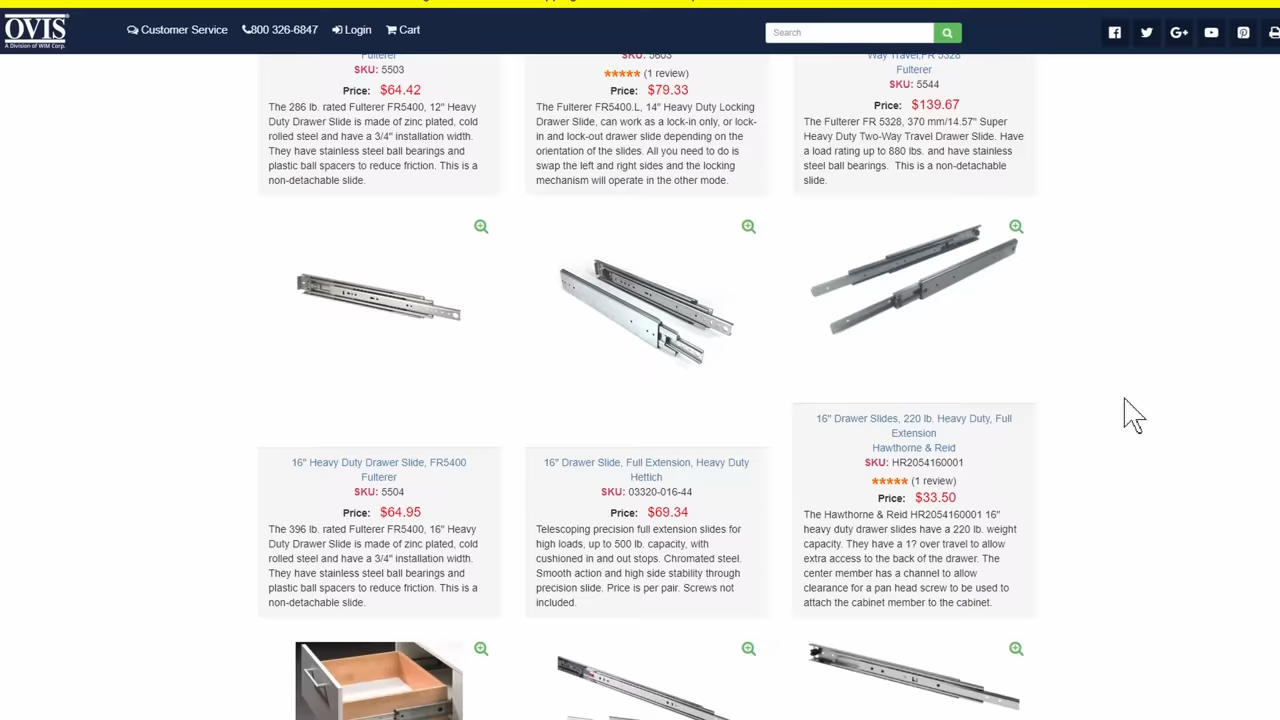 OVIS
A Division of WIM Corp.
Customer Service
800 326-6847
Login
Cart
Search
Fulterer
SKU: 5503
Price: $64.42
The 286 lb. rated Fulterer FR5400, 12" Heavy
Duty Drawer Slide is made of zinc plated, cold
rolled steel and have a 3/4" installation width.
They have stainless steel ball bearings and
plastic ball spacers to reduce friction. This is a
non-detachable slide.
SKU: 5603
(1 review)
Price: $79.33
The Fulterer FR5400.L, 14" Heavy Duty Locking
Drawer Slide, can work as a lock-in only, or lock-
in and lock-out drawer slide depending on the
orientation of the slides. All you need to do is
swap the left and right sides and the locking
mechanism will operate in the other mode.
Way Travel,FR 5328
Fulterer
SKU: 5544
Price: $139.67
The Fulterer FR 5328, 370 mm/14.57" Super
Heavy Duty Two-Way Travel Drawer Slide. Have
a load rating up to 880 lbs. and have stainless
steel ball bearings. This is a non-detachable
slide.
16" Heavy Duty Drawer Slide, FR5400
Fulterer
SKU: 5504
Price: $64.95
The 396 lb. rated Fulterer FR5400, 16" Heavy
Duty Drawer Slide is made of zinc plated, cold
rolled steel and have a 3/4" installation width.
They have stainless steel ball bearings and
plastic ball spacers to reduce friction. This is a
non-detachable slide.
16" Drawer Slide, Full Extension, Heavy Duty
Hettich
SKU: 03320-016-44
Price: $69.34
Telescoping precision full extension slides for
high loads, up to 500 lb. capacity, with
cushioned in and out stops. Chromated steel.
Smooth action and high side stability through
precision slide. Price is per pair. Screws not
included.
16" Drawer Slides, 220 lb. Heavy Duty, Full
Extension
Hawthorne & Reid
SKU: HR2054160001
(1 review)
Price: $33.50
The Hawthorne & Reid HR2054160001 16"
heavy duty drawer slides have a 220 lb. weight
capacity. They have a 1? over travel to allow
extra access to the back of the drawer. The
center member has a channel to allow
clearance for a pan head screw to be used to
attach the cabinet member to the cabinet.